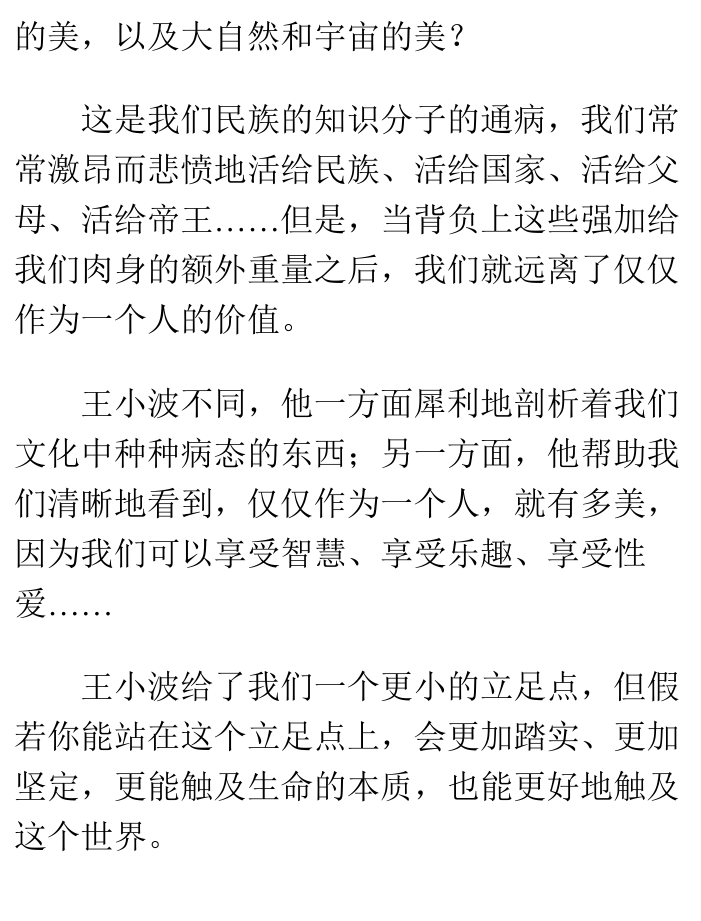 的美，以及大自然和宇宙的美？
这是我们民族的知识分子的通病，我们常
常激昂而悲愤地活给民族、活给国家、活给父
母、活给帝王……但是，当背负上这些强加给
我们肉身的额外重量之后，我们就远离了仅仅
作为一个人的价值。
王小波不同，他一方面犀利地剖析着我们
文化中种种病态的东西；另一方面，他帮助我
们清晰地看到，仅仅作为一个人，就有多美，
因为我们可以享受智慧、享受乐趣、享受性
爱……
王小波给了我们一个更小的立足点，但假
若你能站在这个立足点上，会更加踏实、更加
坚定，更能触及生命的本质，也能更好地触及
这个世界。